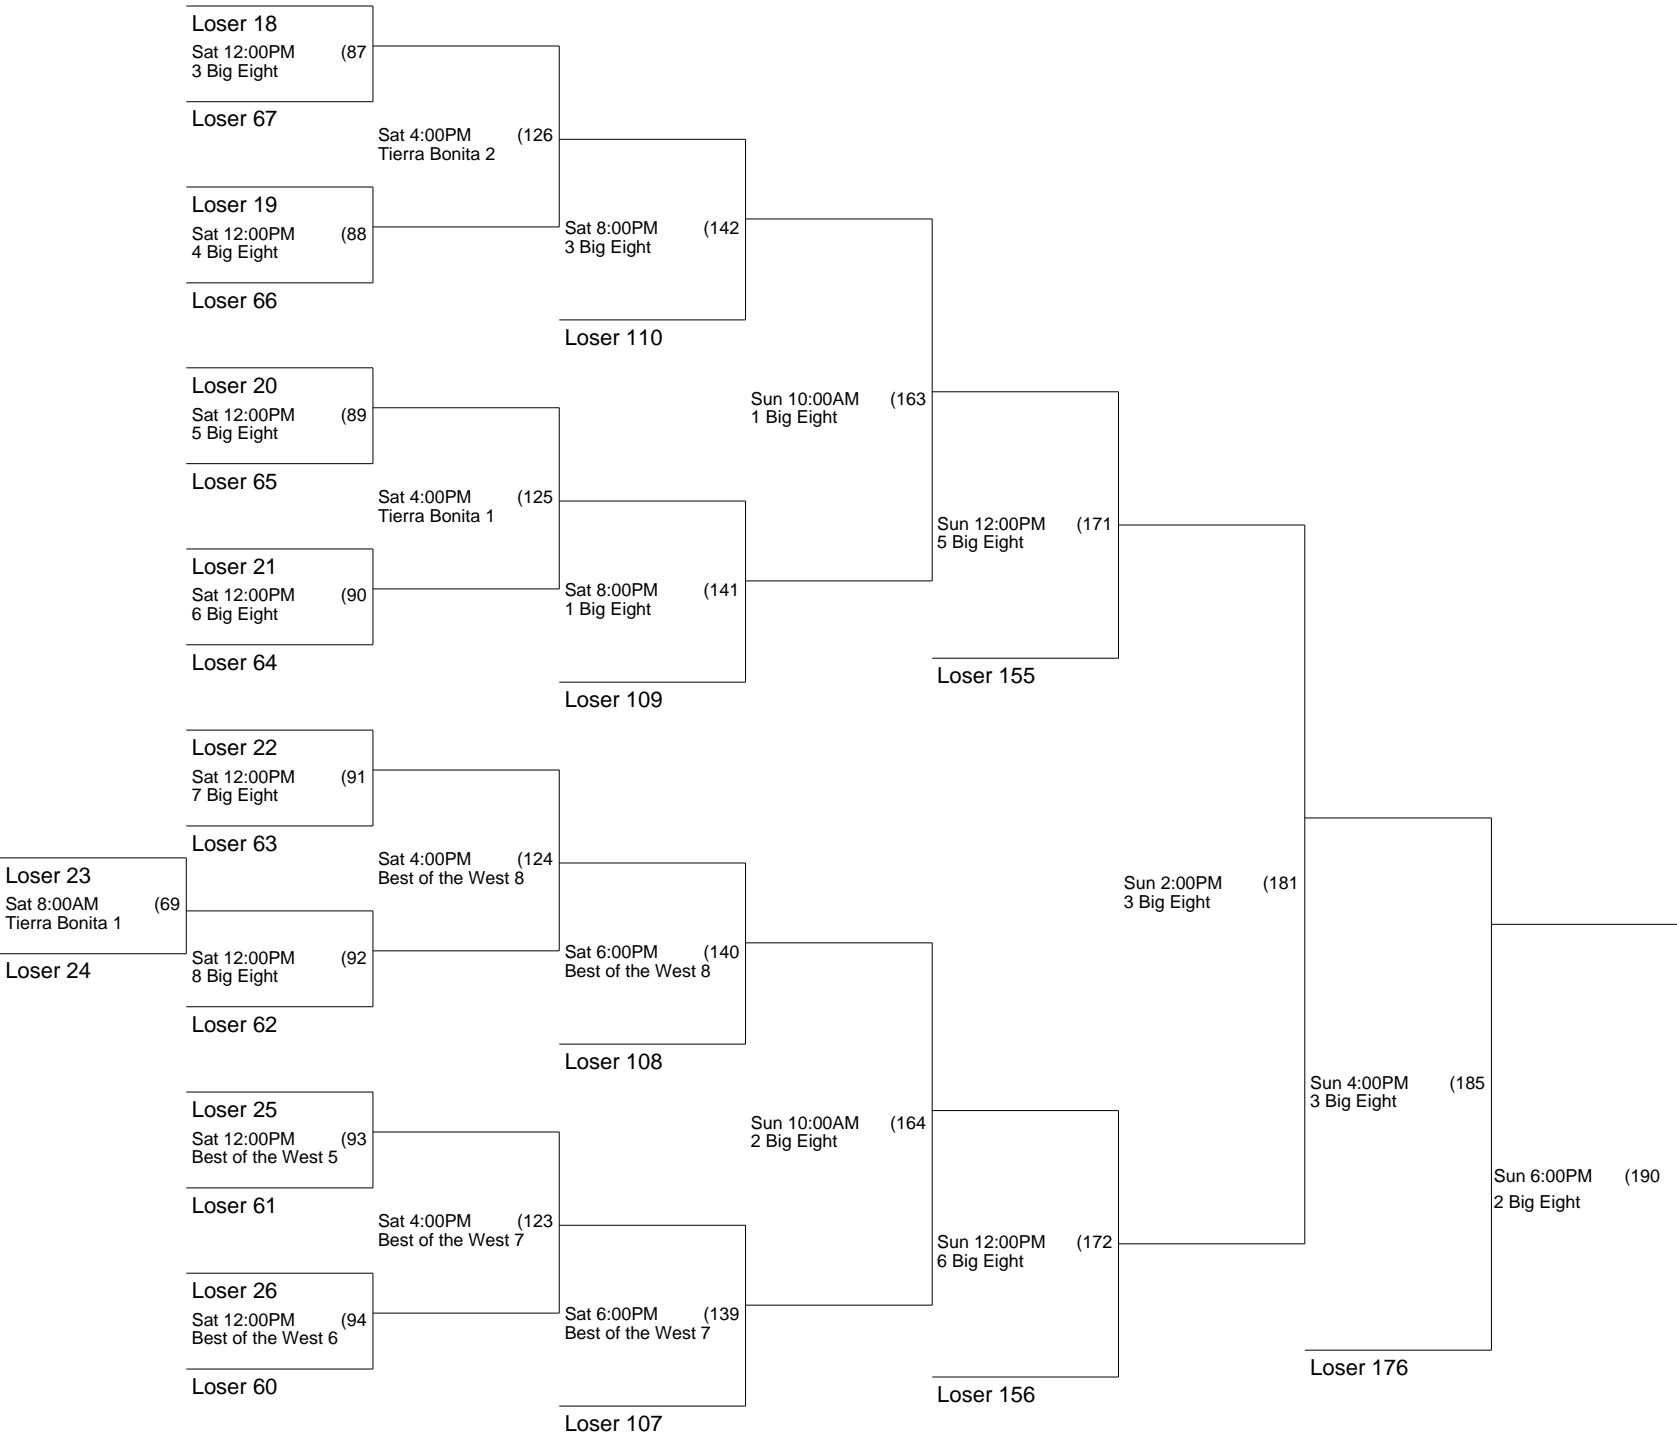 Loser 18
Sat 12:00PM (87
3 Big Eight
Loser 67
Sat 4:00PM (126
Tierra Bonita 2
Loser 19
Sat 12:00PM (88
4 Big Eight
Loser 66
Sat 8:00PM (142
3 Big Eight
Loser 110
Loser 20
Sat 12:00PM (89
5 Big Eight
Loser 65
Sun 10:00AM (163
1 Big Eight
Sat 4:00PM (125
Tierra Bonita 1
Loser 21
Sat 12:00PM (90
6 Big Eight
Loser 64
Sat 8:00PM (141
1 Big Eight
Loser 109
Sun 12:00PM (171
5 Big Eight
Loser 155
Loser 22
Sat 12:00PM (91
7 Big Eight
Loser 63
Loser 23
Sat 8:00AM (69
Tierra Bonita 1
Loser 24
Sat 4:00PM (124
Best of the West 8
Sat 12:00PM (92
8 Big Eight
Loser 62
Sat 6:00PM (140
Best of the West 8
Loser 108
Sun 2:00PM (181
3 Big Eight
Loser 25
Sat 12:00PM (93
Best of the West 5
Loser 61
Sun 10:00AM (164
2 Big Eight
Sat 4:00PM (123
Best of the West 7
Loser 26
Sat 12:00PM (94
Best of the West 6
Loser 60
Sat 6:00PM (139
Best of the West 7
Loser 107
Sun 12:00PM (172
6 Big Eight
Loser 156
Sun 4:00PM (185
3 Big Eight
Loser 176
Sun 6:00PM (190
2 Big Eight